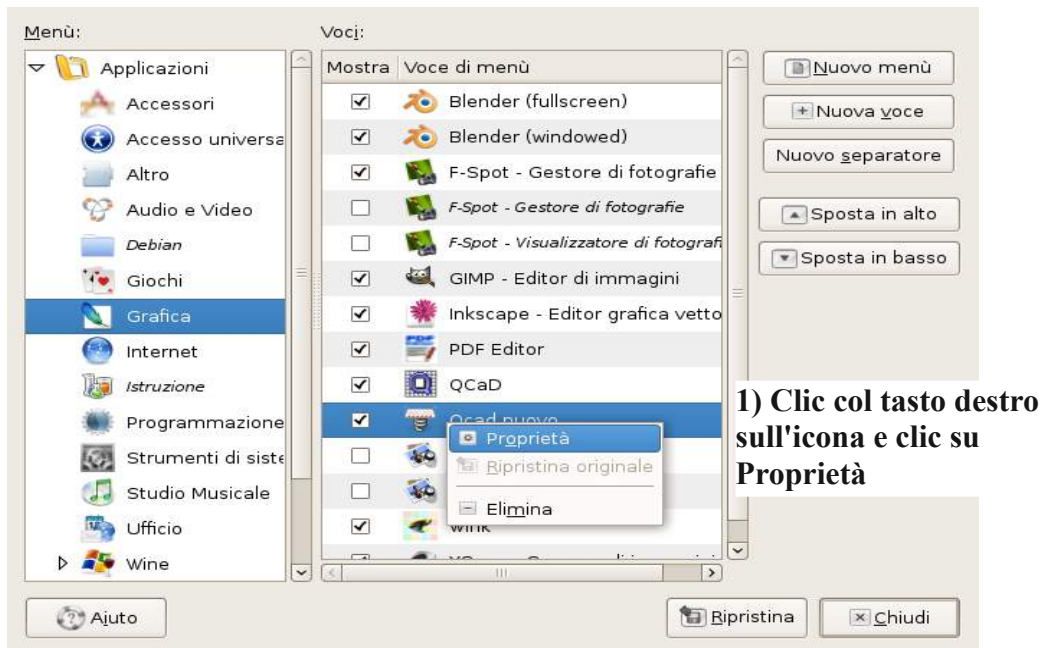 Menù:
Applicazioni
Accessori
Accesso universa
Altro
Audio e Video
Debian
Giochi
Grafica
Internet
Istruzione
Programmazione
Strumenti di siste
Studio Musicale
Ufficio
Wine
Voci:
Mostra Voce di menù
Blender (fullscreen)
Blender (windowed)
F-Spot - Gestore di fotografie
F-Spot - Gestore di fotografie
F-Spot - Visualizzatore di fotografi
GIMP - Editor di immagini
Inkscape - Editor grafica vetto
PDF Editor
QCaD
Qcad nuovo
Proprietà
Ripristina originale
Elimina
wink
Nuovo menù
Nuova voce
Nuovo separatore
Sposta in alto
Sposta in basso
1) Clic col tasto destro
sull'icona e clic su
Proprietà
Aiuto
Ripristina
Chiudi